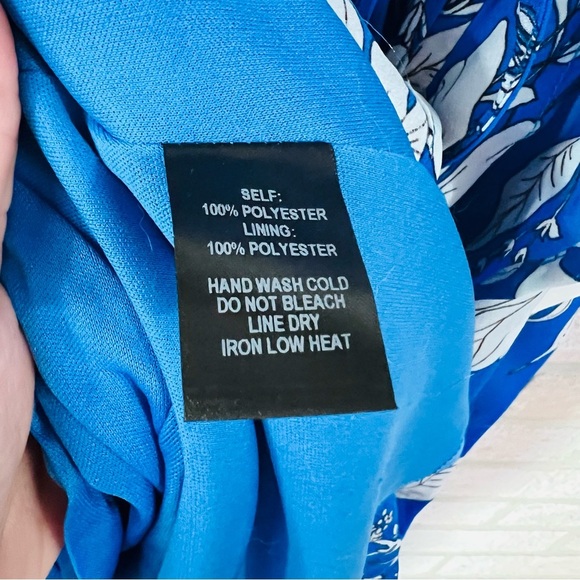 SELF:
100% POLYESTER
LINING:
100% POLYESTER
HAND WASH COLD
DO NOT BLEACH
LINE DRY
IRON LOW HEAT